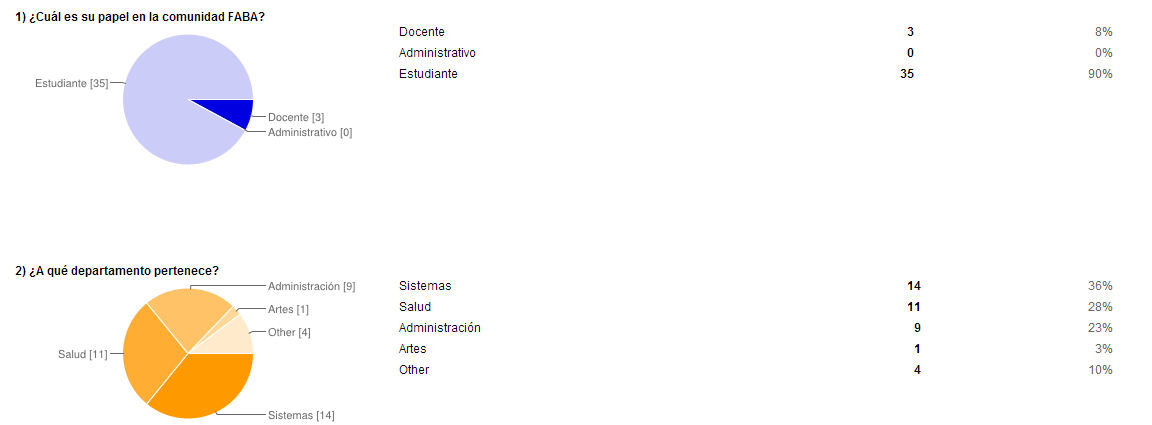 1) ¿Cuál es su papel en la comunidad FABA?
Estudiante [35]
Docente [3]
Administrativo [0]
Docente 3 8%
Administrativo 0 0%
Estudiante 35 90%
2) ¿A qué departamento pertenece?
Administración [9]
Artes [1]
Other [4]
Salud [11]
Sistemas [14]
Sistemas 14 36%
Salud 11 28%
Administración 9 23%
Artes 1 3%
Other 4 10%